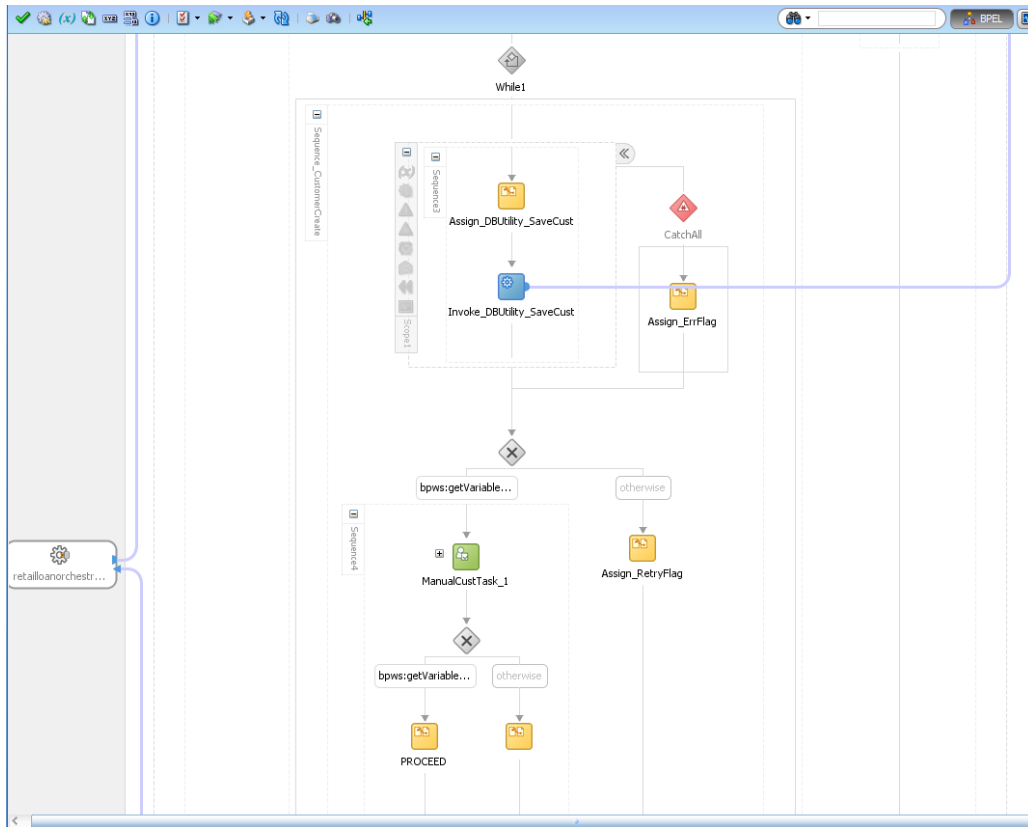 BPEL
While1
Sequence_CustomerCreate
Sequence3
Assign_DBUtility_SaveCust
CatchAll
Invoke_DBUtility_SaveCust
Assign_ErrFlag
Scope1
bpws:getVariable...
otherwise
Sequence4
ManualCustTask_1
Assign_RetryFlag
retailloanorchestr...
bpws:getVariable...
otherwise
PROCEED